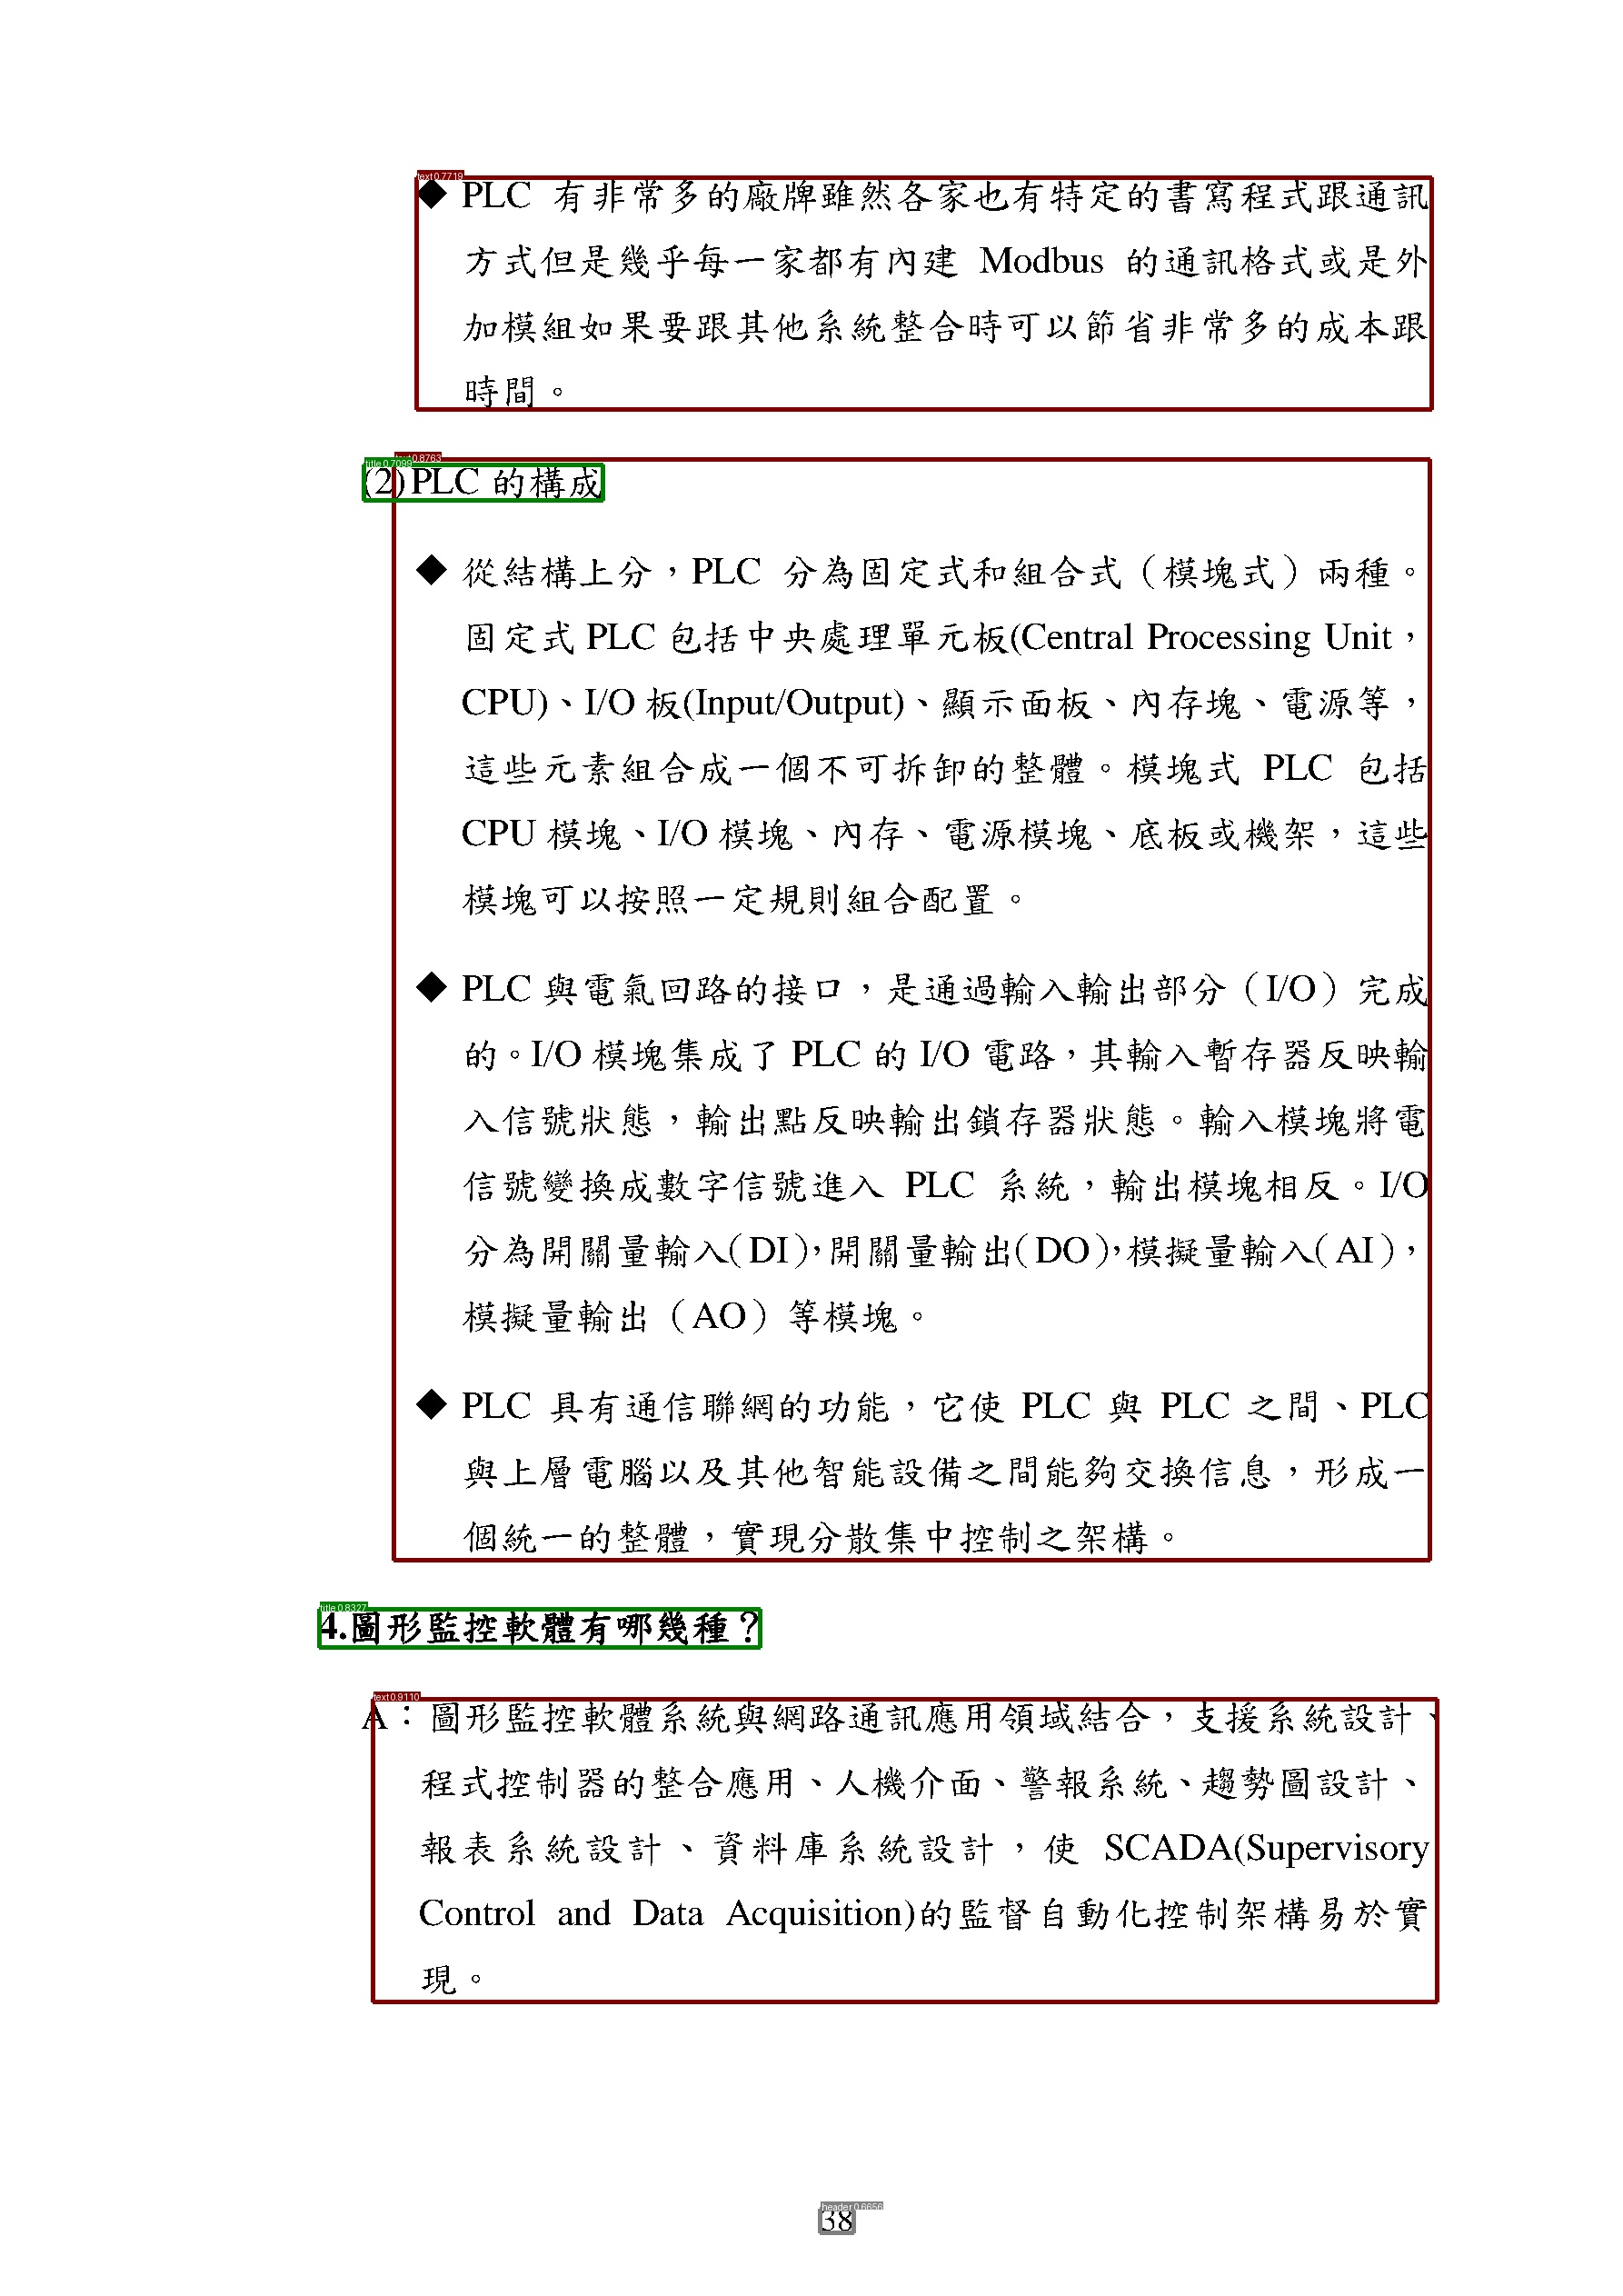 text 0.7719
◆ PLC 有非常多的廠牌雖然各家也有特定的書寫程式跟通訊
方式但是幾乎每一家都有內建 Modbus 的通訊格式或是外
加模組如果要跟其他系統整合時可以節省非常多的成本跟
時間。
title 0.7099
text 0.8763
(2)PLC 的構成
◆ 從結構上分，PLC 分為固定式和組合式（模塊式）兩種。
固定式 PLC 包括中央處理單元板(Central Processing Unit，
CPU)、I/O 板(Input/Output)、顯示面板、內存塊、電源等，
這些元素組合成一個不可拆卸的整體。模塊式 PLC 包括
CPU 模塊、I/O 模塊、內存、電源模塊、底板或機架，這些
模塊可以按照一定規則組合配置。
◆ PLC 與電氣回路的接口，是通過輸入輸出部分（I/O）完成
的。I/O 模塊集成了 PLC 的 I/O 電路，其輸入暫存器反映輸
入信號狀態，輸出點反映輸出鎖存器狀態。輸入模塊將電
信號變換成數字信號進入 PLC 系統，輸出模塊相反。I/O
分為開關量輸入（DI），開關量輸出（DO），模擬量輸入（AI），
模擬量輸出（AO）等模塊。
◆ PLC 具有通信聯網的功能，它使 PLC 與 PLC 之間、PLC
與上層電腦以及其他智能設備之間能夠交換信息，形成一
個統一的整體，實現分散集中控制之架構。
title 0.8327
4.圖形監控軟體有哪幾種？
text 0.9110
A：圖形監控軟體系統與網路通訊應用領域結合，支援系統設計、
程式控制器的整合應用、人機介面、警報系統、趨勢圖設計、
報表系統設計、資料庫系統設計，使 SCADA(Supervisory
Control and Data Acquisition)的監督自動化控制架構易於實
現。
header 0.6656
38